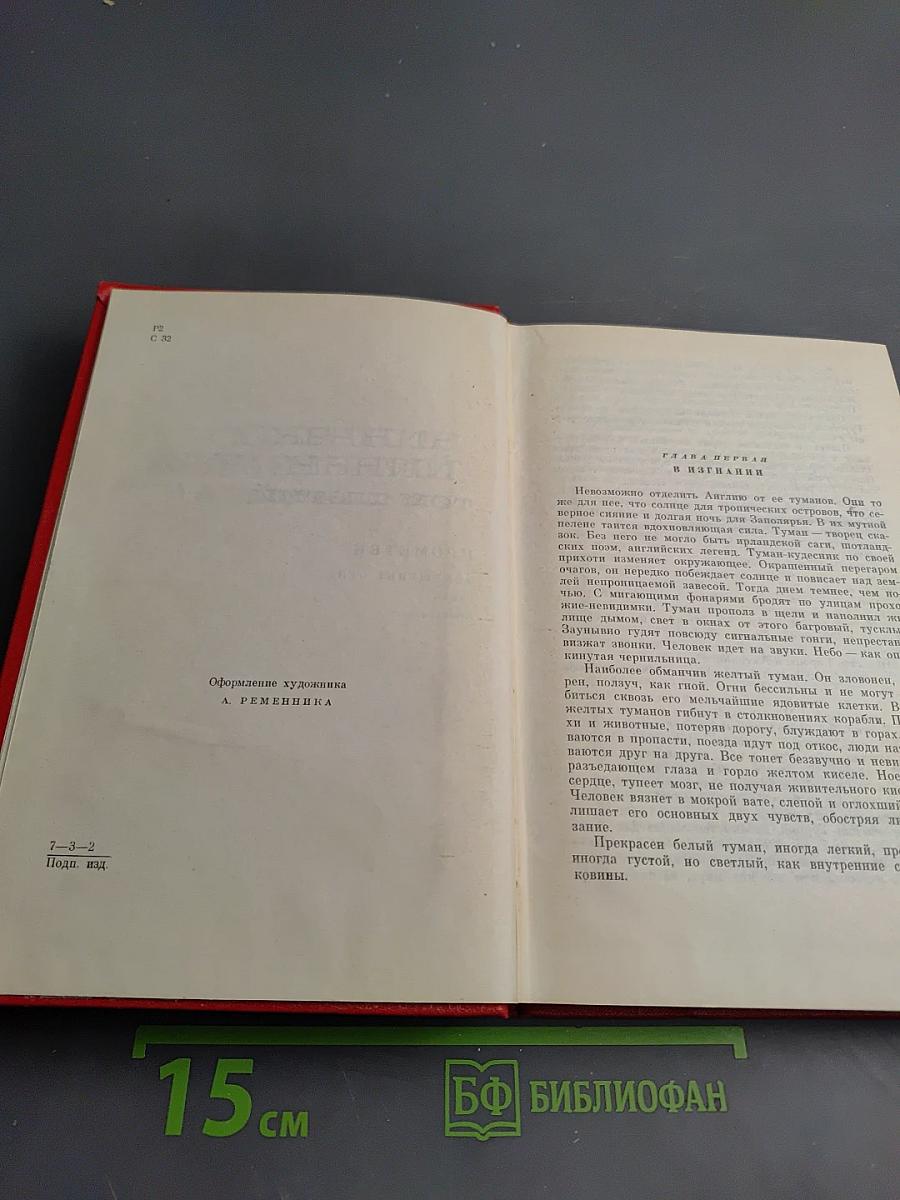 Р2
С 32
Оформление художника
А. РЕМЕННИКА
7—3—2
Подп. изд.
ГЛАВА ПЕРВАЯ
В ИЗГНАНИИ
Невозможно отделить Англию от ее туманов. Они то
же для нее, что солнце для тропических островов, что се-
верное сияние и долгая ночь для Заполярья. В их мутной
пелене таится вдохновляющая сила. Туман — творец ска-
зок. Без него не могло быть ирландской саги, шотланд-
ских поэм, английских легенд. Туман-кудесник по своей
прихоти изменяет окружающее. Окрашенный перегаром
очагов, он нередко побеждает солнце и повисает над зем-
лей непроницаемой завесой. Тогда днем темнее, чем но-
чью. С мигающими фонарями бродят по улицам прохо
жие-невидимки. Туман прополз в щели и наполнил жи
лище дымом, свет в окнах от этого багровый, тусклы
Заунывно гудят повсюду сигнальные гонги, непрестав
визжат звонки. Человек идет на звуки. Небо — как оп
кинутая чернильница.
Наиболее обманчив желтый туман. Он зловонен,
рен, ползуч, как гной. Огни бессильны и не могут
биться сквозь его мельчайшие ядовитые клетки. В
желтых туманов гибнут в столкновениях корабли. П
хи и животные, потеряв дорогу, блуждают в горах,
ваются в пропасти, поезда идут под откос, люди на
ваются друг на друга. Все тонет беззвучно и неви
разъедающем глаза и горло желтом киселе. Ное
сердце, тупеет мозг, не получая живительного кис
Человек вязнет в мокрой вате, слепой и оглохший
лишает его основных двух чувств, обостряя ли
зание.
Прекрасен белый туман, иногда легкий, пр
иногда густой, но светлый, как внутренние с
ковины.
15 см
БФ БИБЛИОФАН